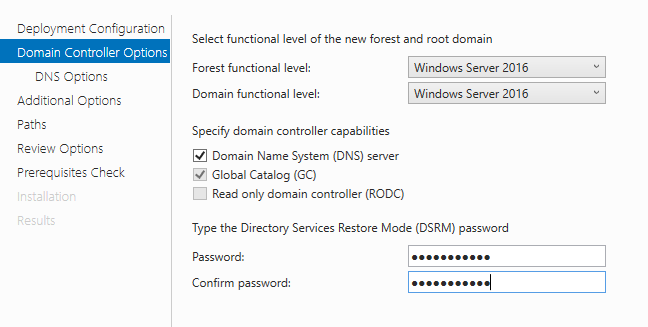 Deployment Configuration
Domain Controller Options
DNS Options
Additional Options
Paths
Review Options
Prerequisites Check
Installation
Results
Select functional level of the new forest and root domain
Forest functional level: Windows Server 2016
Domain functional level: Windows Server 2016
Specify domain controller capabilities
Domain Name System (DNS) server
Global Catalog (GC)
Read only domain controller (RODC)
Type the Directory Services Restore Mode (DSRM) password
Password: ●●●●●●●●●●●
Confirm password: ●●●●●●●●●●●